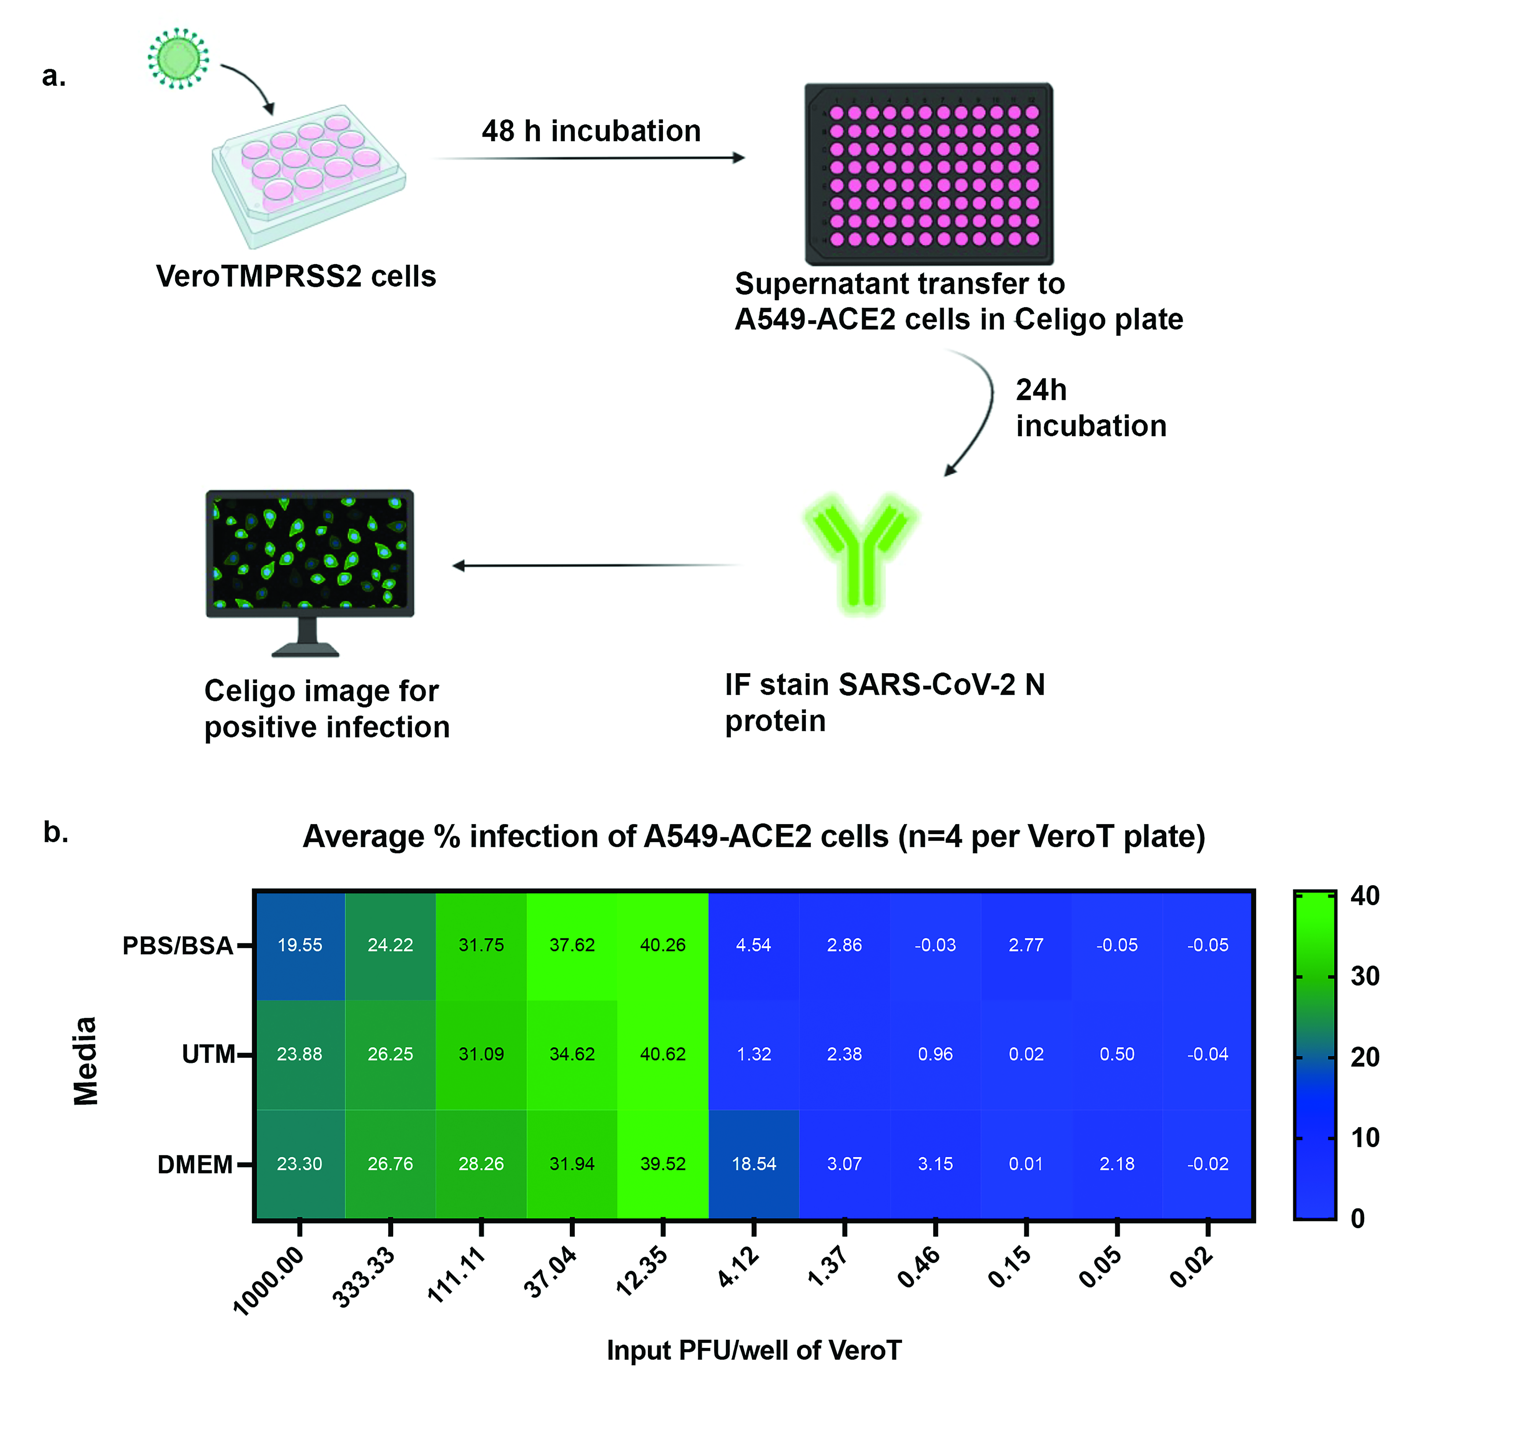 a.
48 h incubation
VeroTMPRSS2 cells
Supernatant transfer to
A549-ACE2 cells in Celigo plate
24h
incubation
IF stain SARS-CoV-2 N
protein
Celigo image for
positive infection
b.
Average % infection of A549-ACE2 cells (n=4 per VeroT plate)
PBS/BSA 19.55 24.22 31.75 37.62 40.26 4.54 2.86 -0.03 2.77 -0.05 -0.05
UTM 23.88 26.25 31.09 34.62 40.62 1.32 2.38 0.96 0.02 0.50 -0.04
DMEM 23.30 26.76 28.26 31.94 39.52 18.54 3.07 3.15 0.01 2.18 -0.02
Media
1000.00 333.33 111.11 37.04 12.35 4.12 1.37 0.46 0.15 0.05 0.02
Input PFU/well of VeroT
40
30
20
10
0